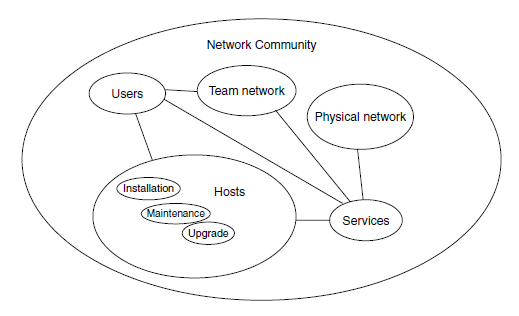 Network Community
Users
Team network
Physical network
Installation
Hosts
Maintenance
Upgrade
Services